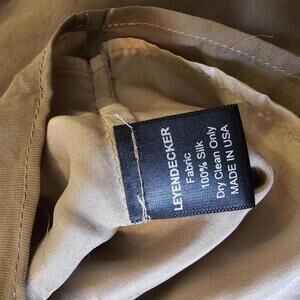 LEYENDECKER
Fabric
100% Silk
Dry Clean Only
MADE IN USA